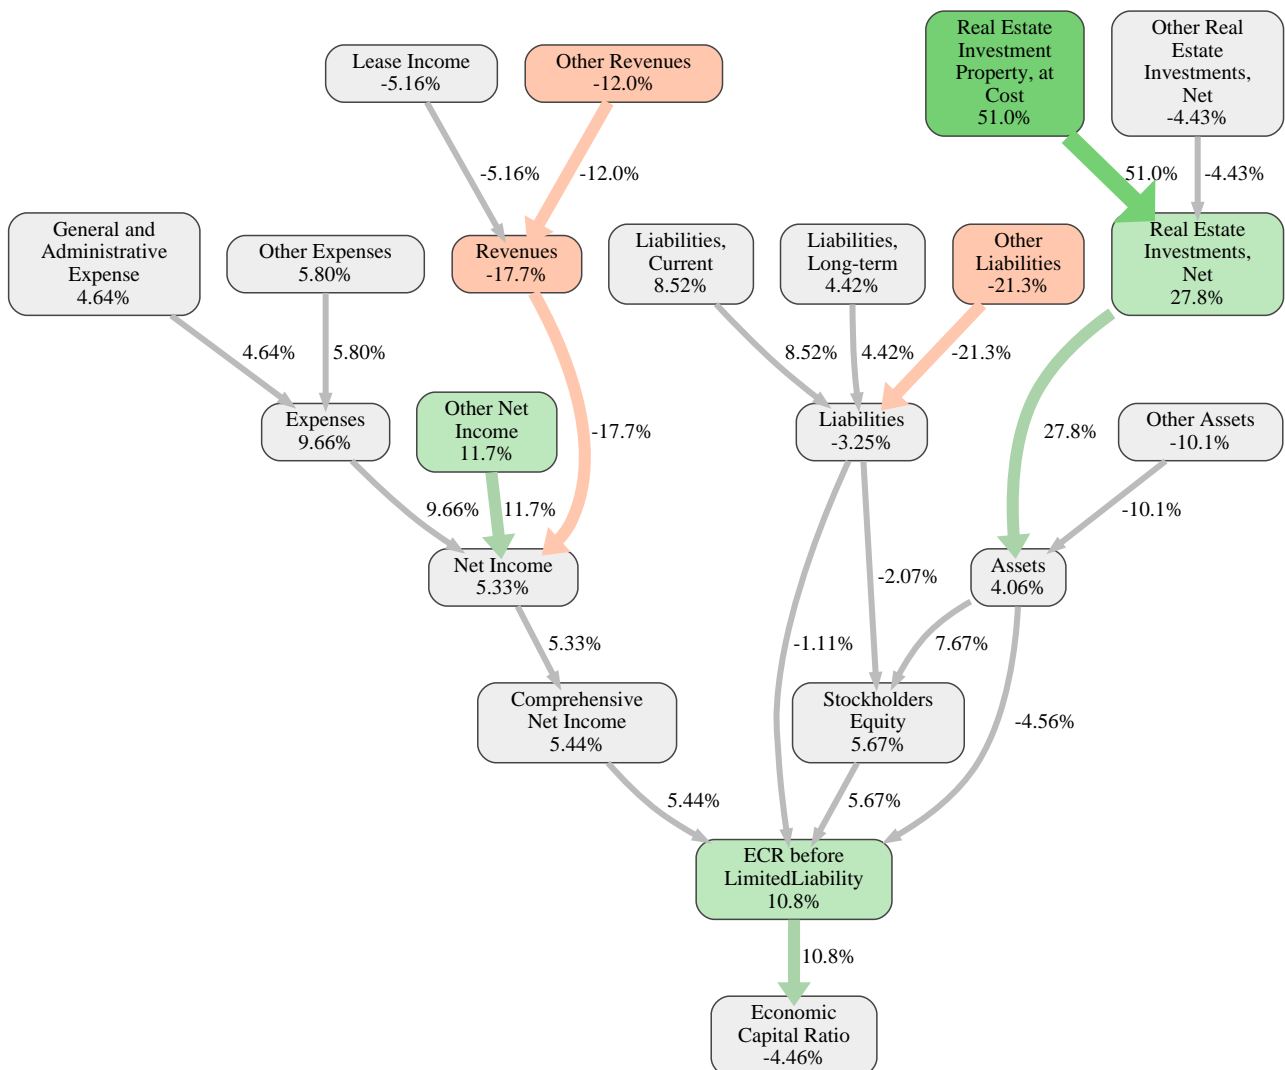 Real Estate
Investment
Property, at
Cost
51.0%
Other Real
Estate
Investments,
Net
-4.43%
Lease Income
-5.16%
Other Revenues
-12.0%
-5.16%
-12.0%
51.0%
-4.43%
General and
Administrative
Expense
4.64%
Other Expenses
5.80%
Revenues
-17.7%
Liabilities,
Current
8.52%
Liabilities,
Long-term
4.42%
Other
Liabilities
-21.3%
Real Estate
Investments,
Net
27.8%
4.64%
5.80%
8.52%
4.42%
-21.3%
Expenses
9.66%
Other Net
Income
11.7%
-17.7%
Liabilities
-3.25%
27.8%
Other Assets
-10.1%
9.66%
11.7%
-10.1%
Net Income
5.33%
-2.07%
Assets
4.06%
5.33%
-1.11%
7.67%
Comprehensive
Net Income
5.44%
Stockholders
Equity
5.67%
-4.56%
5.44%
5.67%
ECR before
LimitedLiability
10.8%
10.8%
Economic
Capital Ratio
-4.46%